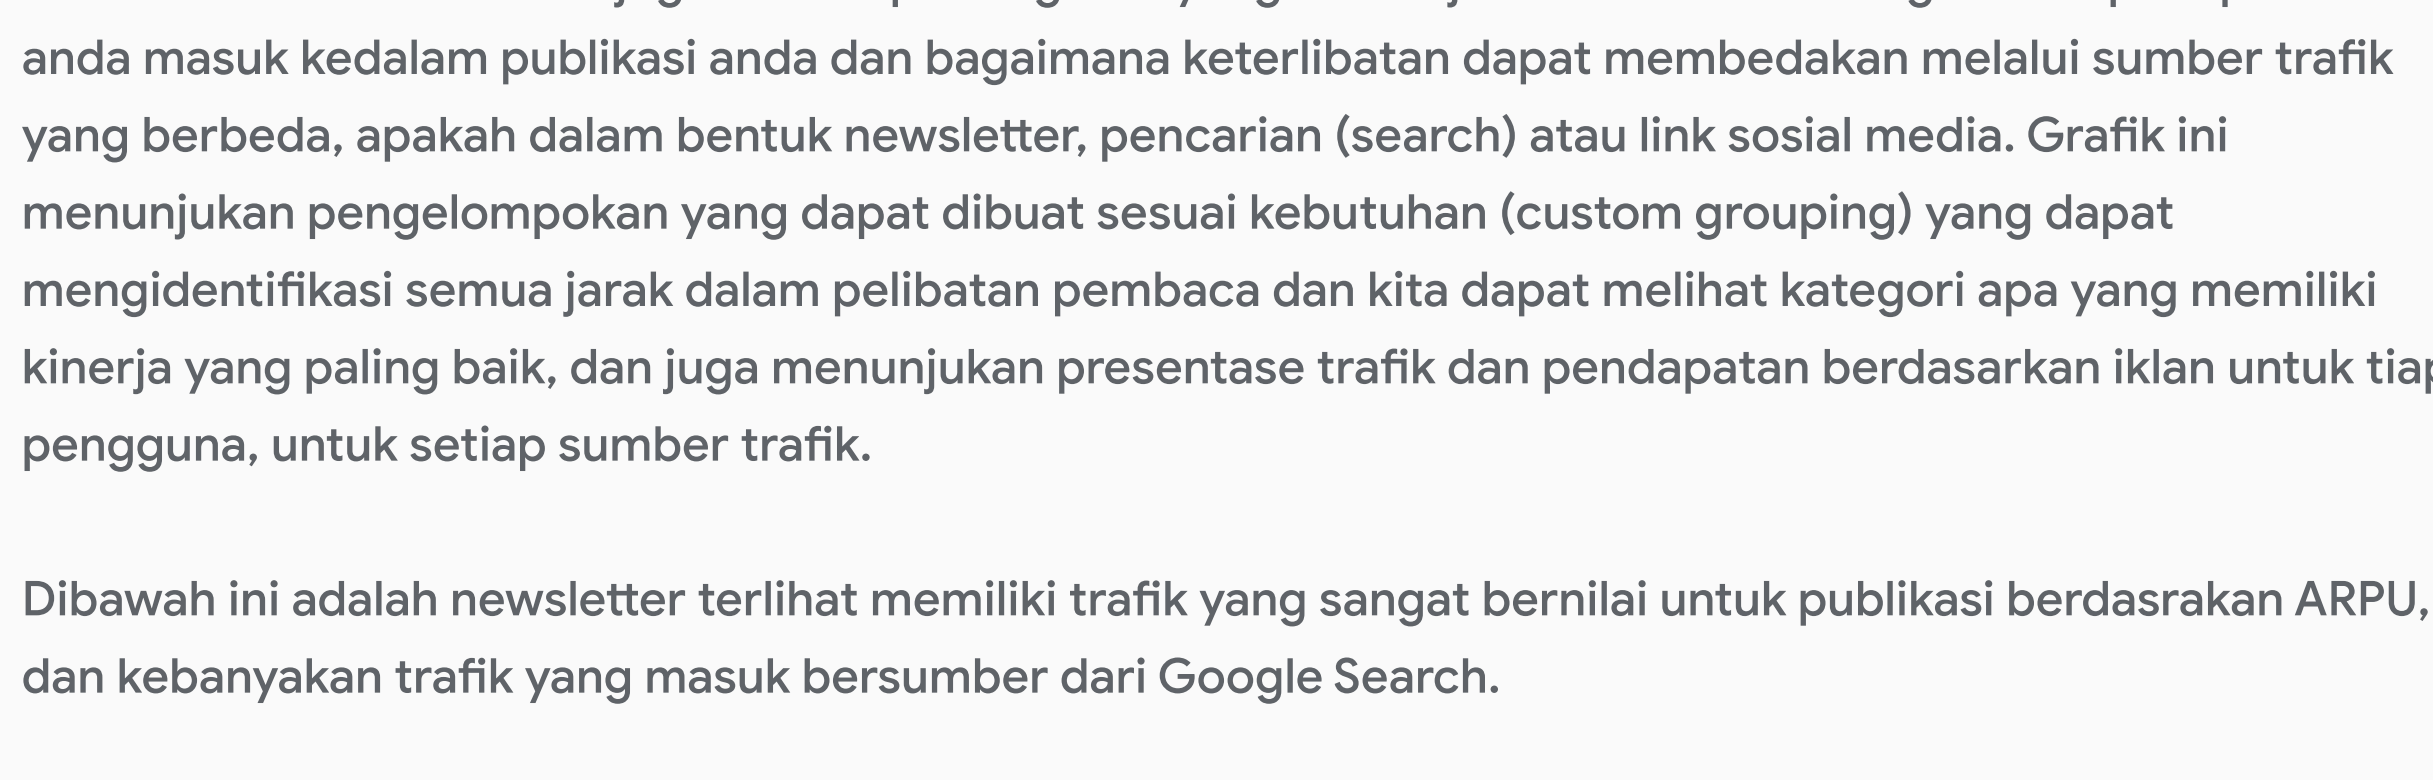 anda masuk kedalam publikasi anda dan bagaimana keterlibatan dapat membedakan melalui sumber trafik
yang berbeda, apakah dalam bentuk newsletter, pencarian (search) atau link sosial media. Grafik ini
menunjukan pengelompokan yang dapat dibuat sesuai kebutuhan (custom grouping) yang dapat
mengidentifikasi semua jarak dalam pelibatan pembaca dan kita dapat melihat kategori apa yang memiliki
kinerja yang paling baik, dan juga menunjukan presentase trafik dan pendapatan berdasarkan iklan untuk tiap
pengguna, untuk setiap sumber trafik.
Dibawah ini adalah newsletter terlihat memiliki trafik yang sangat bernilai untuk publikasi berdasrakan ARPU,
dan kebanyakan trafik yang masuk bersumber dari Google Search.